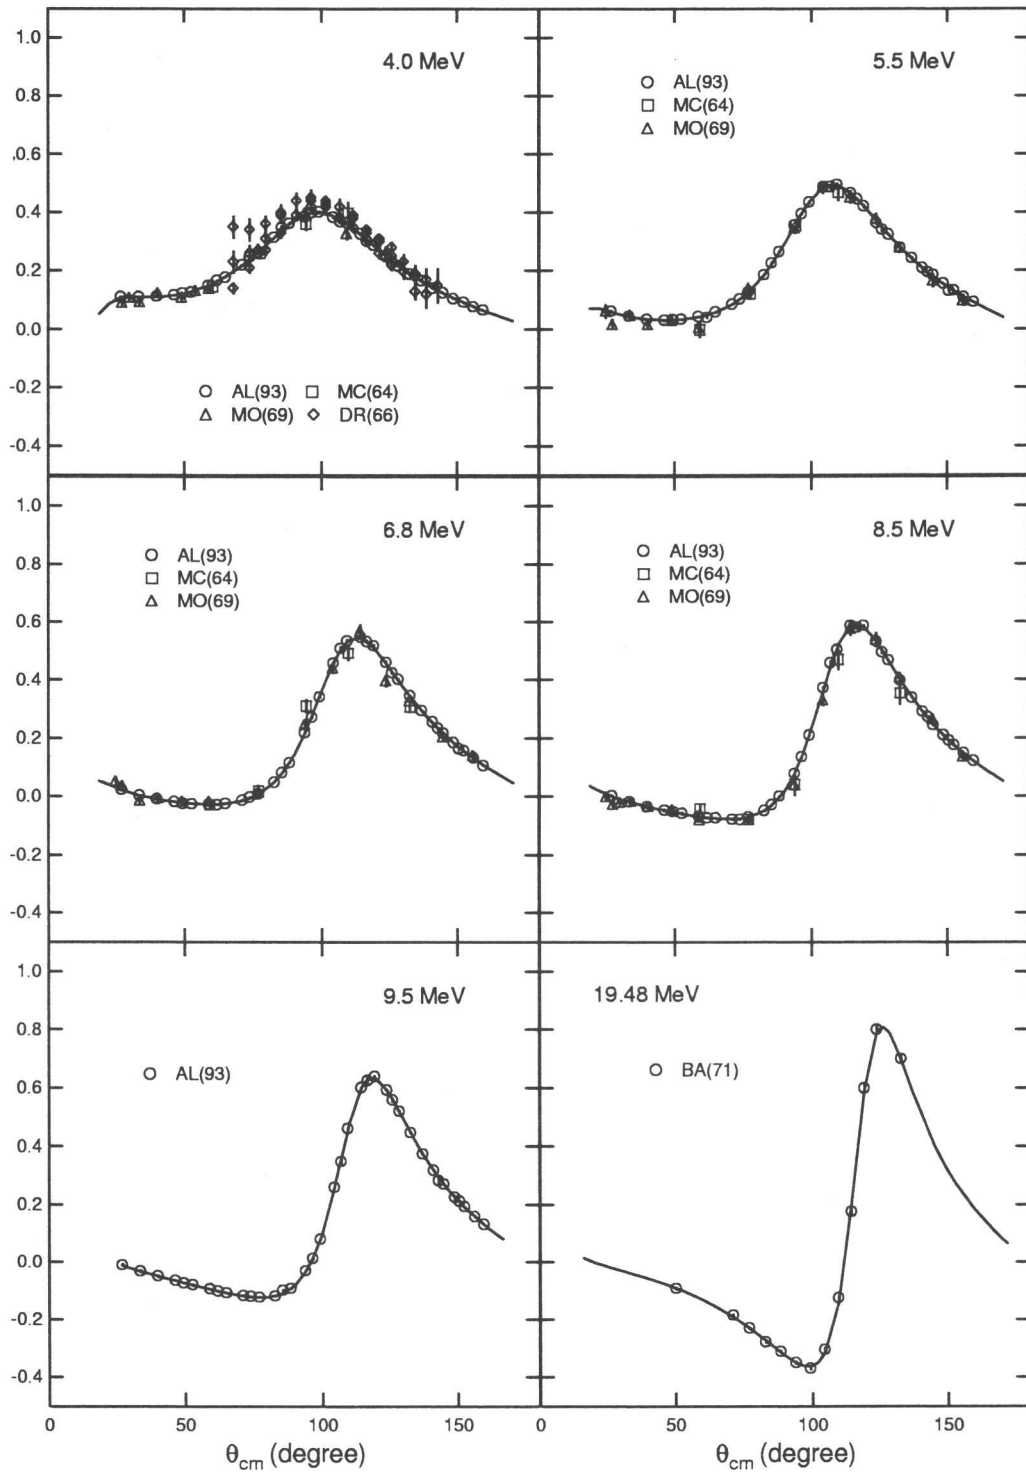 4.0 MeV
1.0
0.8
.0.6
0.4
0.2
0.0
-0.2
-0.4
AL(93) MC(64)
MO(69) DR(66)
5.5 MeV
AL(93)
MC(64)
MO(69)
6.8 MeV
1.0
0.8
0.6
0.4
0.2
0.0
-0.2
-0.4
AL(93)
MC(64)
MO(69)
8.5 MeV
AL(93)
MC(64)
MO(69)
9.5 MeV
1.0
0.8
0.6
0.4
0.2
0.0
-0.2
-0.4
AL(93)
19.48 MeV
BA(71)
0 50 100 150
0 50 100 150
θcm (degree)
θcm (degree)